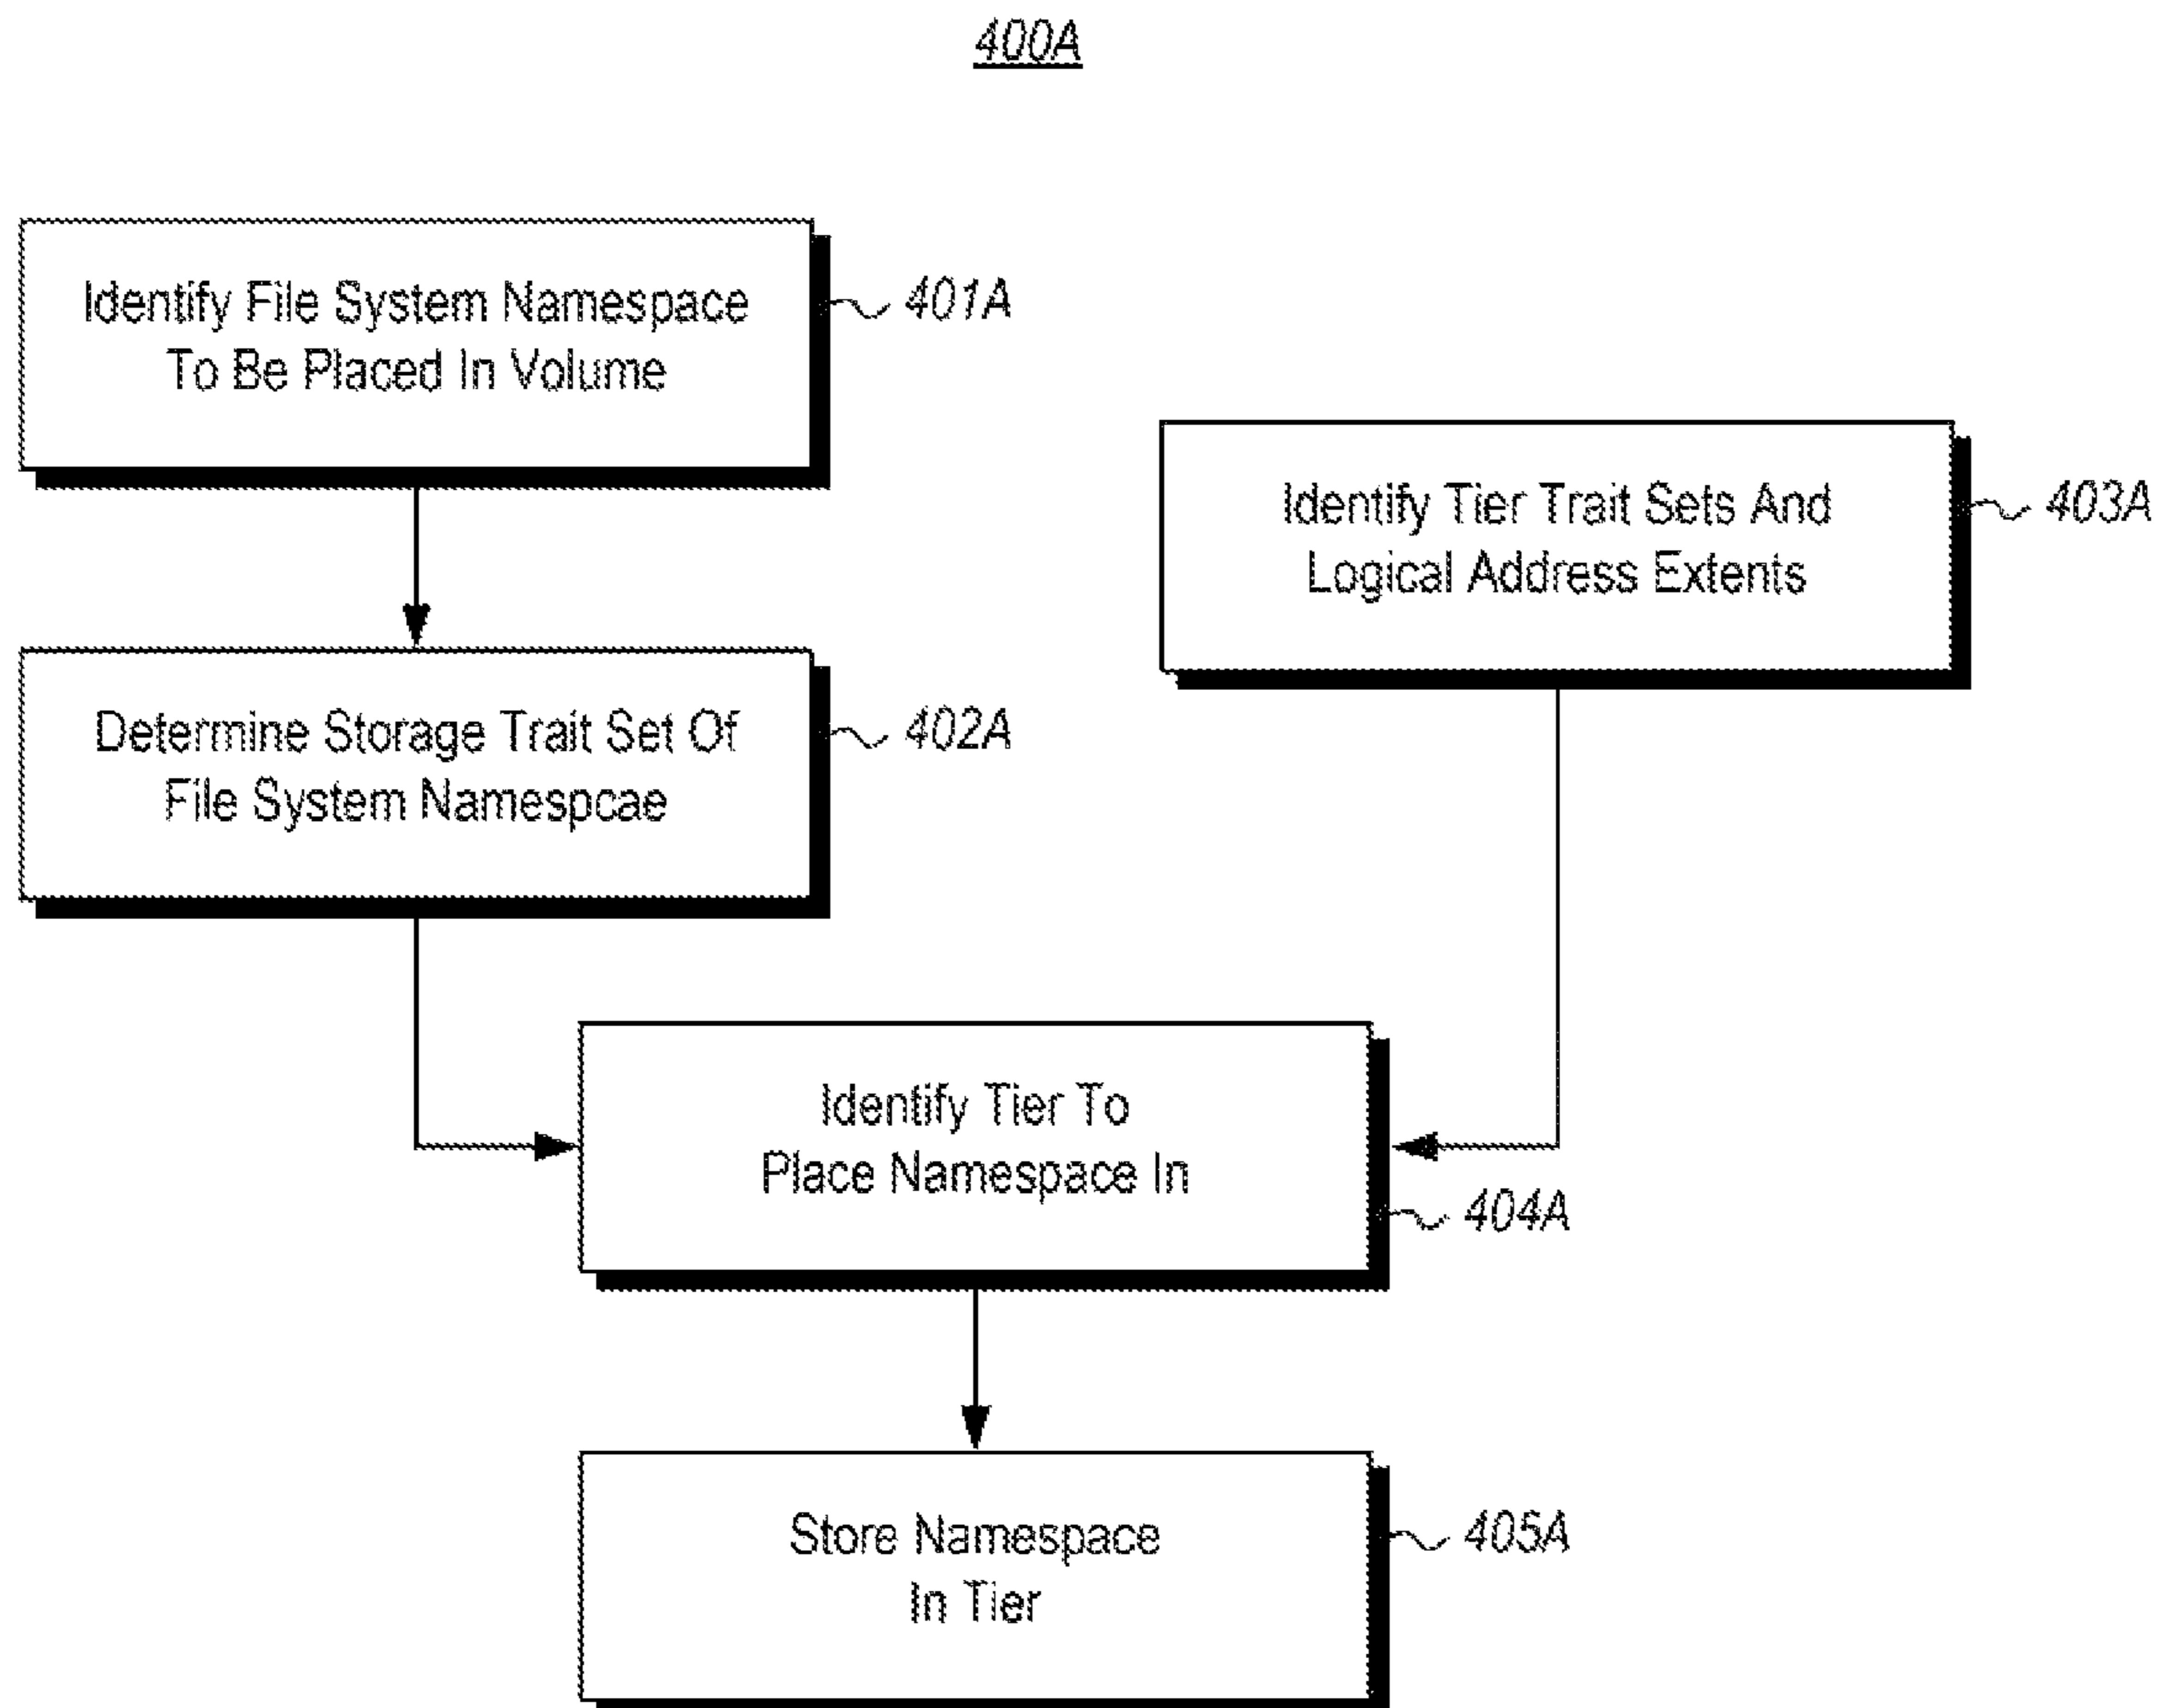 400A
Identify File System Namespace
To Be Placed In Volume
401A
Identify Tier Trait Sets And
Logical Address Extents
403A
Determine Storage Trait Set Of
File System Namespcae
402A
Identify Tier To
Place Namespace In
404A
Store Namespace
In Tier
405A